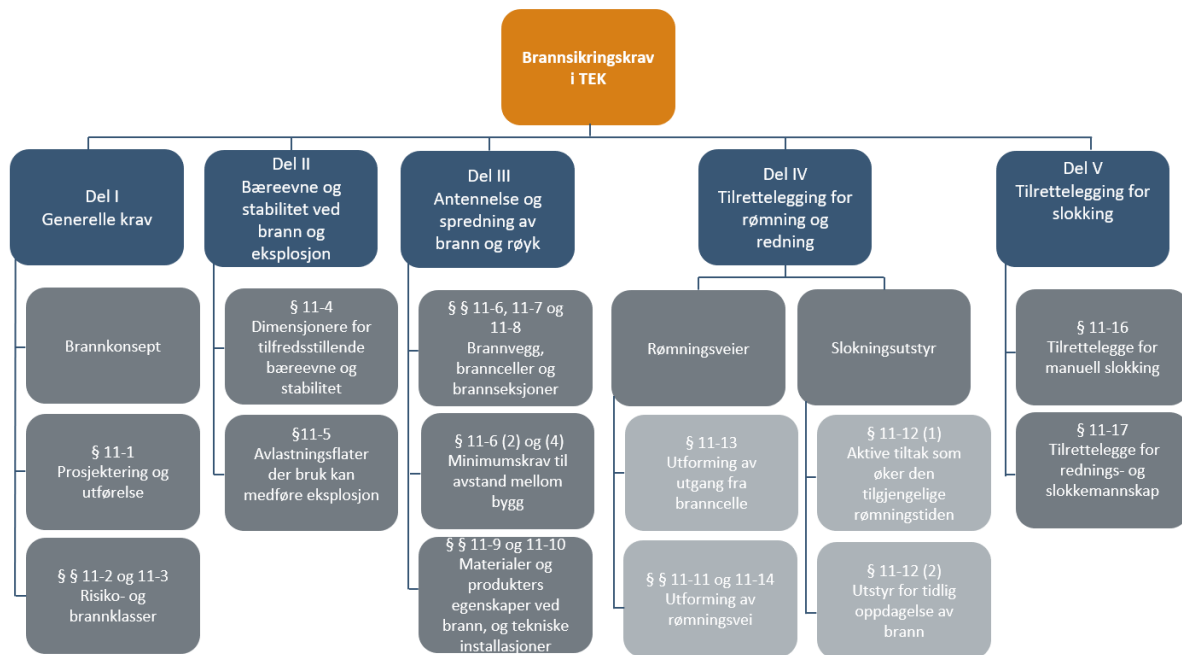 Brannsikringskrav
i TEK
Del I
Generelle krav
Del II
Bæreevne og
stabilitet ved
brann og
eksplosjon
Del III
Antennelse og
spredning av
brann og røyk
Del IV
Tilrettelegging for
rømning og
redning
Del V
Tilrettelegging for
slokking
Brannkonsept
§ 11-1
Prosjektering og
utførelse
§ § 11-2 og 11-3
Risiko- og
brannklasser
§ 11-4
Dimensjonere for
tilfredsstillende
bæreevne og
stabilitet
§11-5
Avlastningsflater
der bruk kan
medføre eksplosjon
§ § 11-6, 11-7 og
11-8
Brannvegg,
brannceller og
brannseksjoner
§ 11-6 (2) og (4)
Minimumskrav til
avstand mellom
bygg
§ § 11-9 og 11-10
Materialer og
produkters
egenskaper ved
brann, og tekniske
installasjoner
Rømningsveier
§ 11-13
Utforming av
utgang fra
branncelle
§ § 11-11 og 11-14
Utforming av
rømningsvei
Slokningsutstyr
§ 11-12 (1)
Aktive tiltak som
øker den
tilgjengelige
rømningstiden
§ 11-12 (2)
Utstyr for tidlig
oppdagelse av
brann
§ 11-16
Tilrettelegge for
manuell slokking
§ 11-17
Tilrettelegge for
rednings- og
slokkemannskap